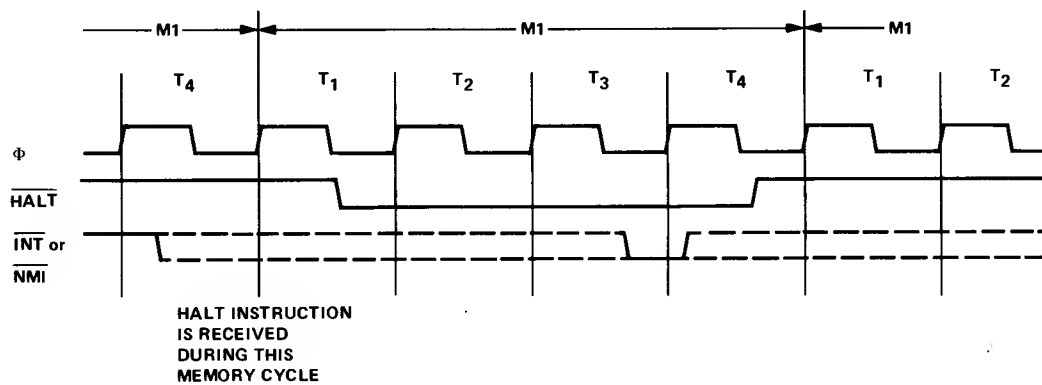 M1 M1 M1
T4 T1 T2 T3 T4 T1 T2
Φ
HALT
INT or
NMI
HALT INSTRUCTION
IS RECEIVED
DURING THIS
MEMORY CYCLE